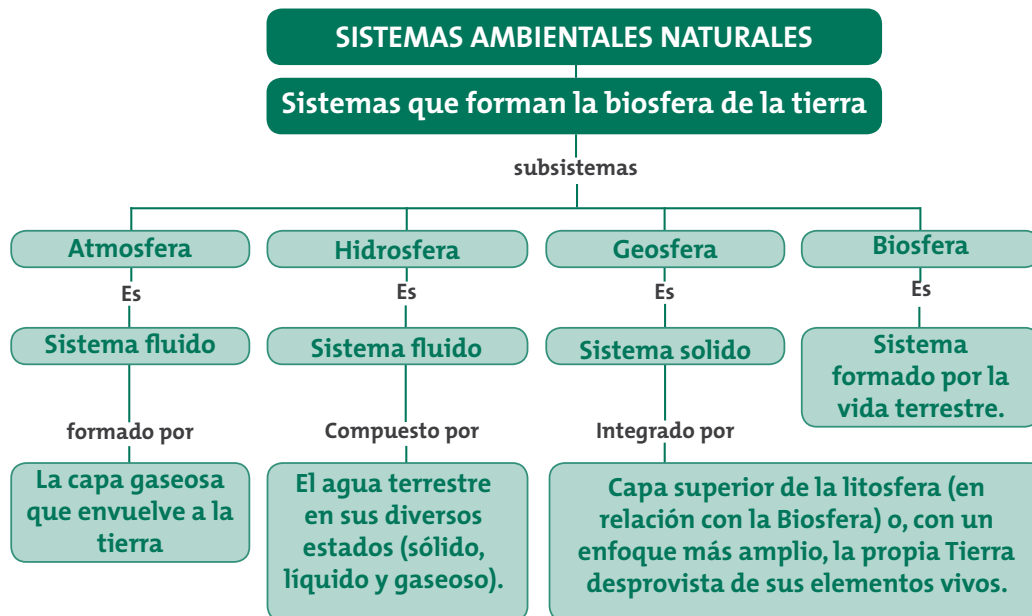 SISTEMAS AMBIENTALES NATURALES
Sistemas que forman la biosfera de la tierra
subsistemas
Atmosfera
Hidrosfera
Geosfera
Biosfera
Es
Es
Es
Es
Sistema fluido
Sistema fluido
Sistema solido
Sistema
formado por la
vida terrestre.
formado por
Compuesto por
Integrado por
La capa gaseosa
que envuelve a la
tierra
El agua terrestre
en sus diversos
estados (sólido,
líquido y gaseoso).
Capa superior de la litosfera (en
relación con la Biosfera) o, con un
enfoque más amplio, la propia Tierra
desprovista de sus elementos vivos.